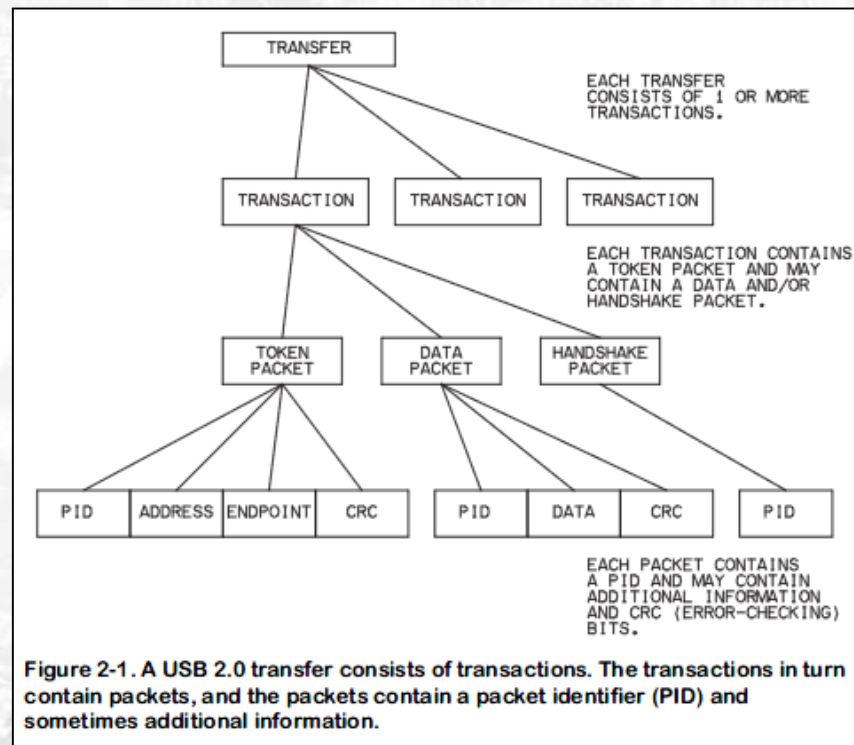 TRANSFER
EACH TRANSFER
CONSISTS OF 1 OR MORE
TRANSACTIONS.
TRANSACTION
TRANSACTION
TRANSACTION
EACH TRANSACTION CONTAINS
A TOKEN PACKET AND MAY
CONTAIN A DATA AND/OR
HANDSHAKE PACKET.
TOKEN
PACKET
DATA
PACKET
HANDSHAKE
PACKET
PID
ADDRESS
ENDPOINT
CRC
PID
DATA
CRC
PID
EACH PACKET CONTAINS
A PID AND MAY CONTAIN
ADDITIONAL INFORMATION
AND CRC (ERROR-CHECKING)
BITS.
Figure 2-1. A USB 2.0 transfer consists of transactions. The transactions in turn
contain packets, and the packets contain a packet identifier (PID) and
sometimes additional information.